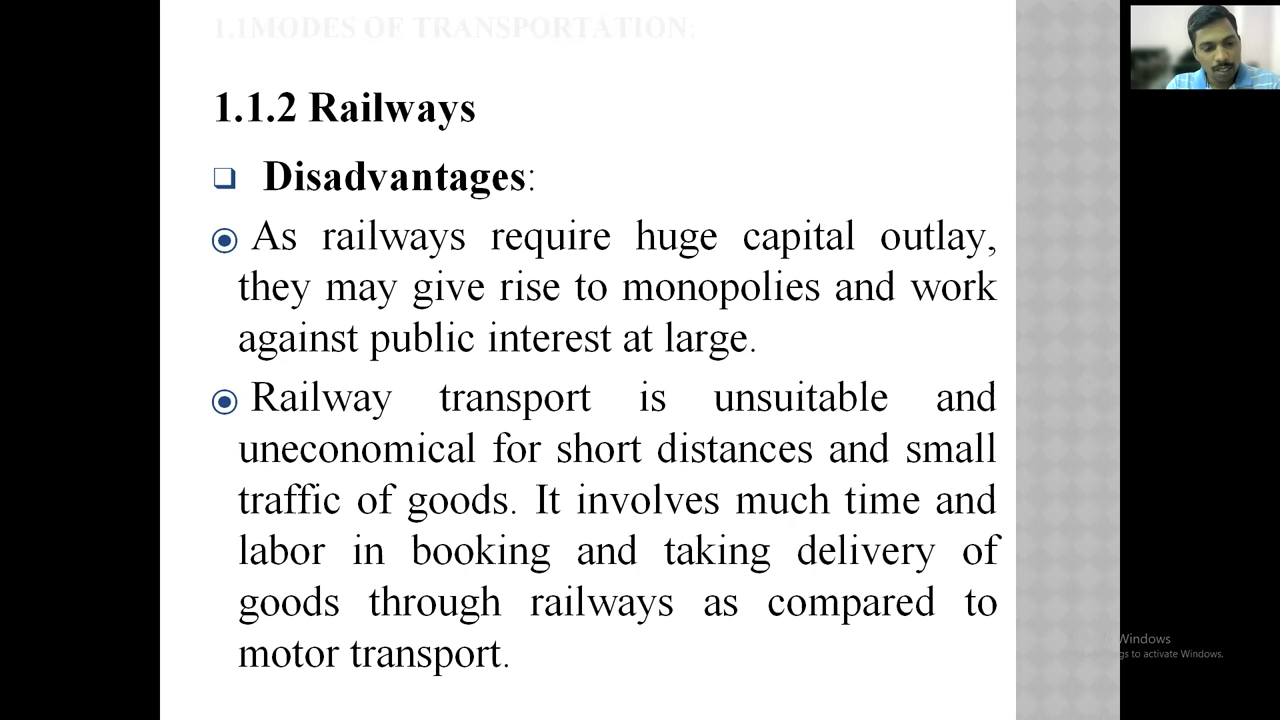 1.1MODES OF TRANSPORTATION:
1.1.2 Railways
Disadvantages:
As railways require huge capital outlay,
they may give rise to monopolies and work
against public interest at large.
Railway transport is unsuitable and
uneconomical for short distances and small
traffic of goods. It involves much time and
labor in booking and taking delivery of
goods through railways as compared to
motor transport.
Windows
gs to activate Windows.